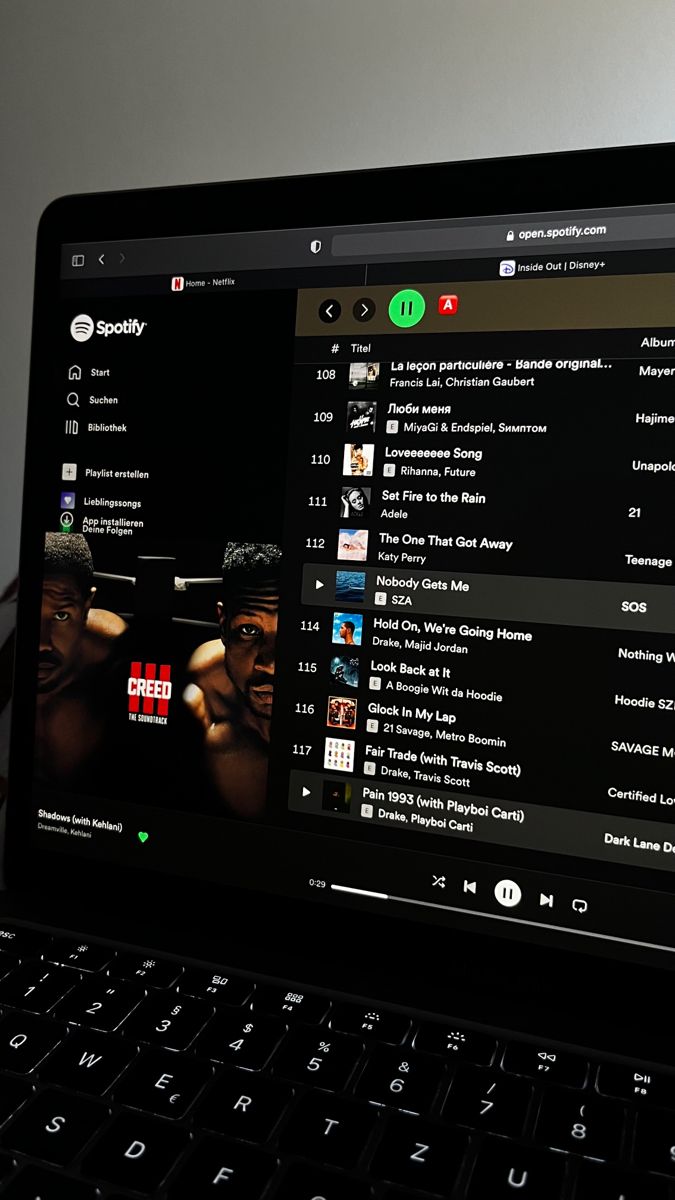 open.spotify.com
Home - Netflix
Inside Out | Disney+
Spotify
Start
Suchen
Bibliothek
Playlist erstellen
Lieblingssongs
App installieren
Deine Folgen
CREED
III
THE SOUNDTRACK
Shadows (with Kehlani)
Dreamville, Kehlani
A
# Titel Album
108 La leçon particulière - Bande original...
Francis Lai, Christian Gaubert
Mayer
109 Люби меня
E MiyaGi & Endspiel, Симптом
Hajime
110 Loveeeeeee Song
E Rihanna, Future
Unapolo
111 Set Fire to the Rain
Adele
21
112 The One That Got Away
Katy Perry
Teenage
Nobody Gets Me
E SZA
SOS
114 Hold On, We're Going Home
Drake, Majid Jordan
Nothing W
115 Look Back at It
E A Boogie Wit da Hoodie
Hoodie SZ
116 Glock In My Lap
E 21 Savage, Metro Boomin
SAVAGE M
117 Fair Trade (with Travis Scott)
E Drake, Travis Scott
Certified Lo
Pain 1993 (with Playboi Carti)
E Drake, Playboi Carti
Dark Lane De
0:29
esc F1 F2 F3 F4 F5 F6 F7 F8
! 1 " 2 § 3 $ 4 % 5 & 6 / 7 ( 8
Q W E € R T Z U
S D F